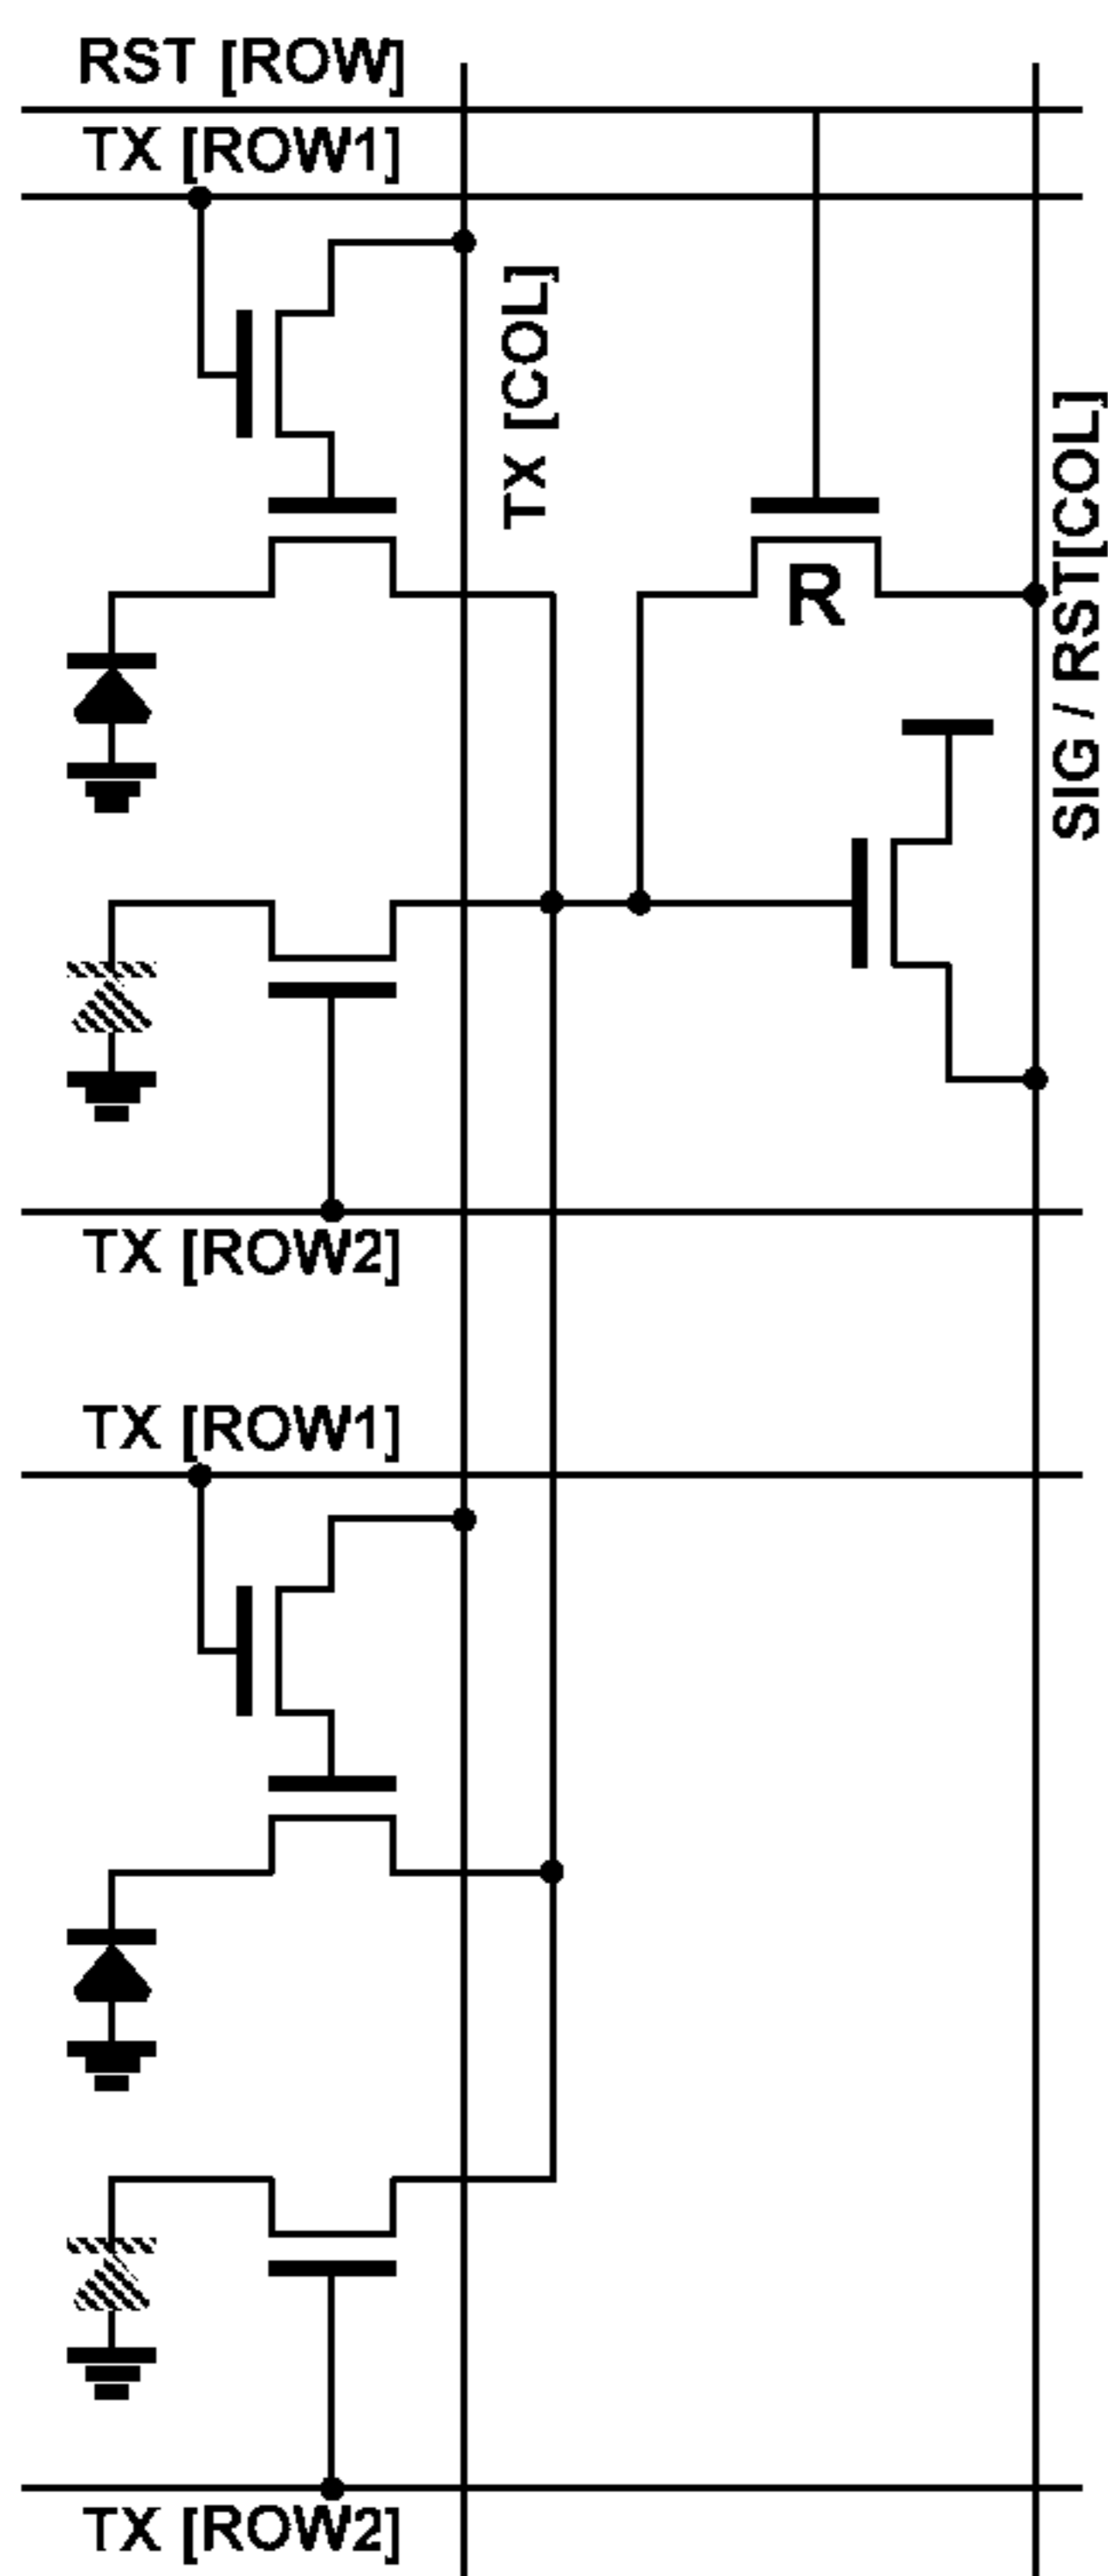 RST [ROW]
TX [ROW1]
TX [COL]
SIG / RST[COL]
R
TX [ROW2]
TX [ROW1]
TX [ROW2]